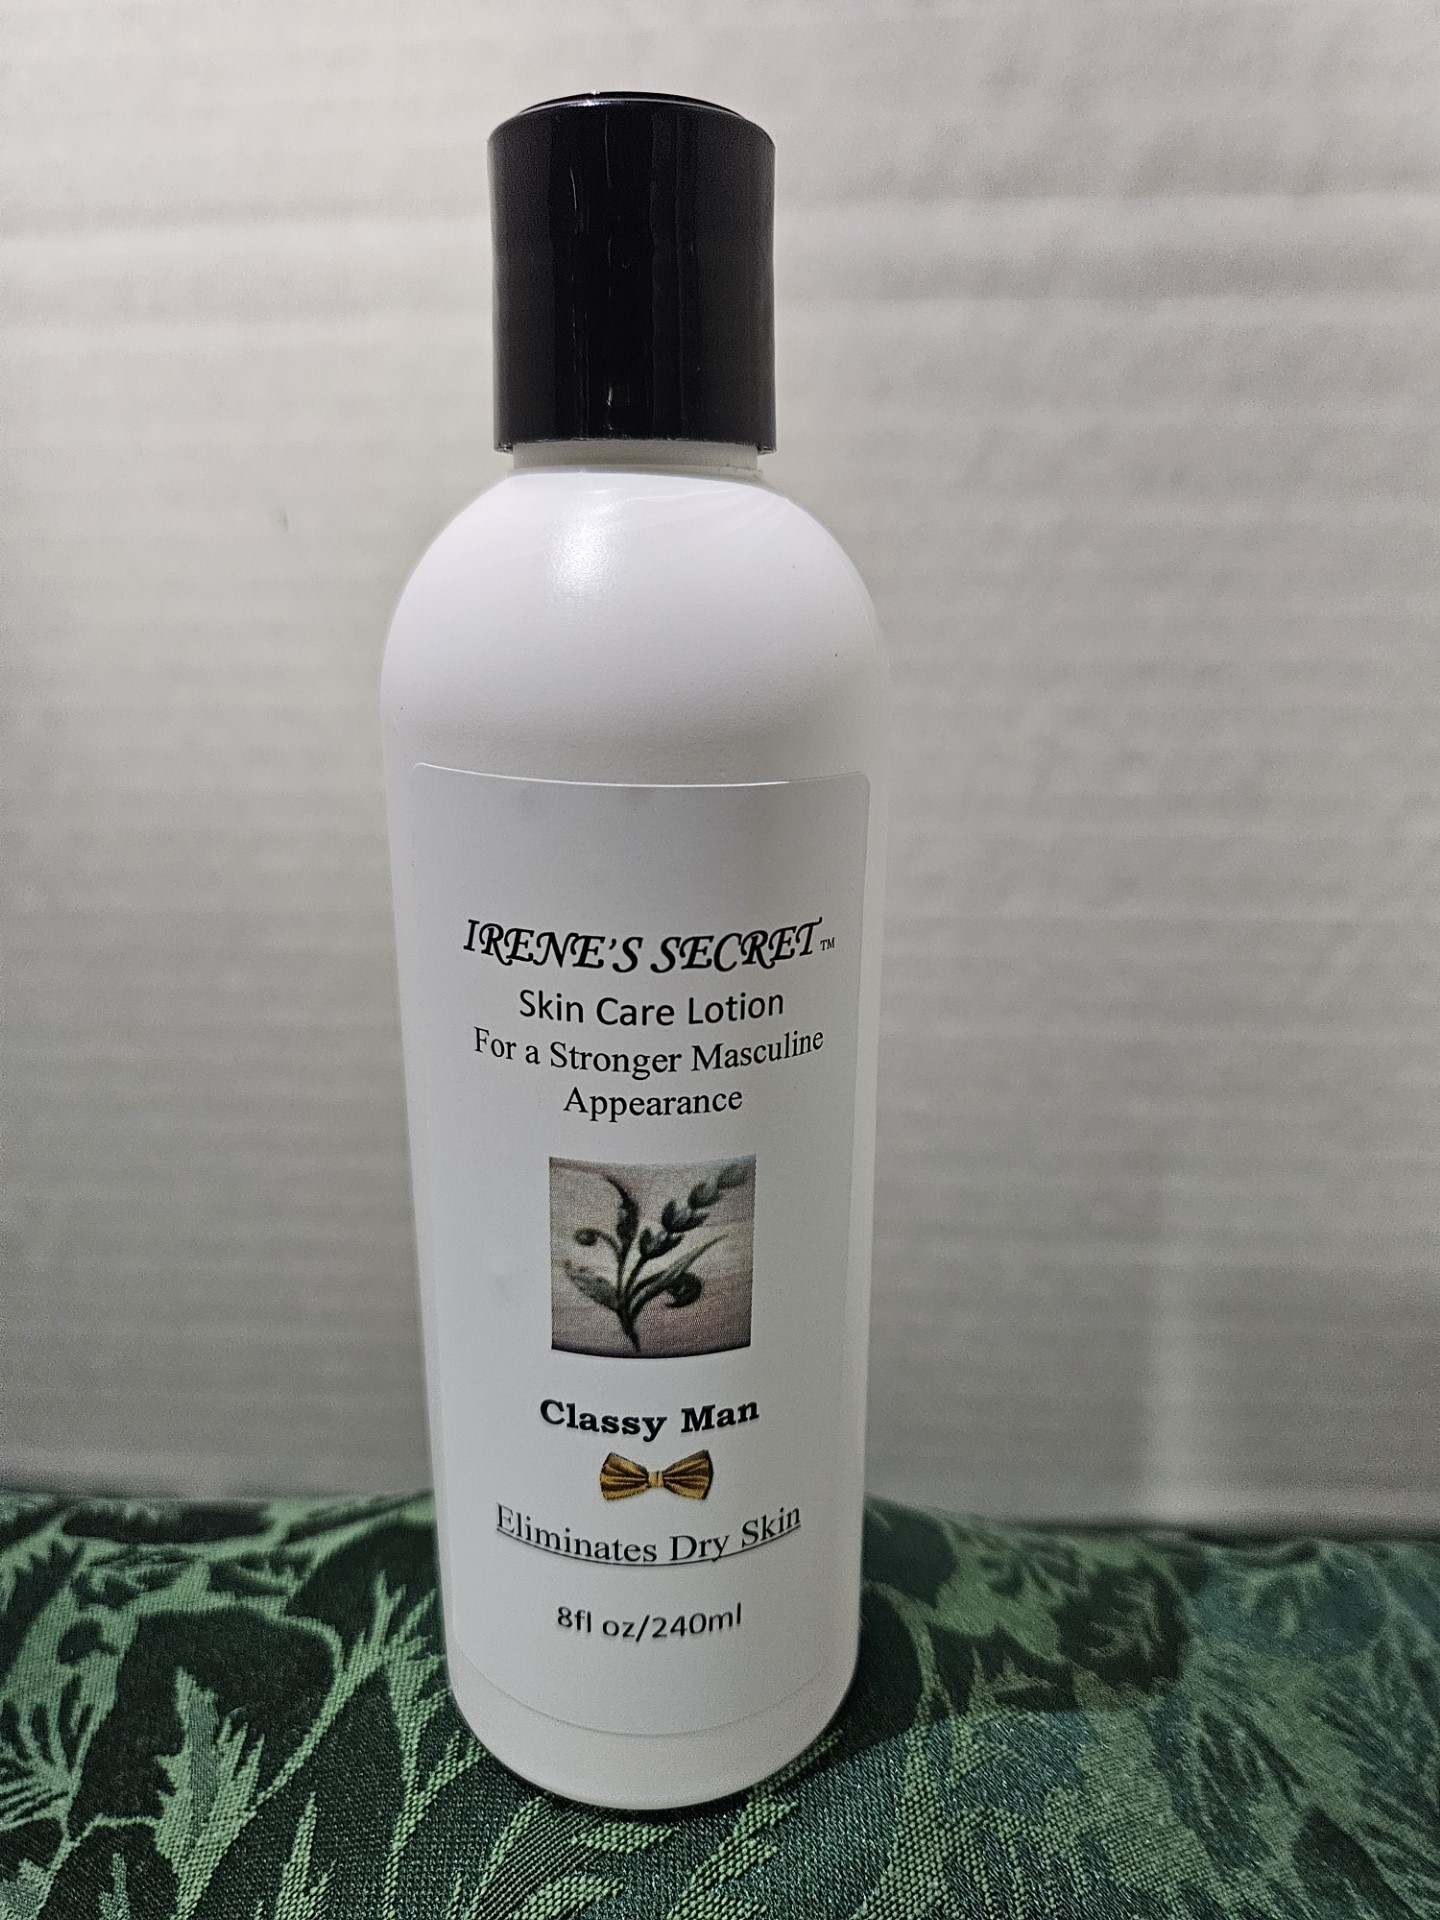 IRENE'S SECRET™
Skin Care Lotion
For a Stronger Masculine
Appearance
Classy Man
Eliminates Dry Skin
8fl oz/240ml